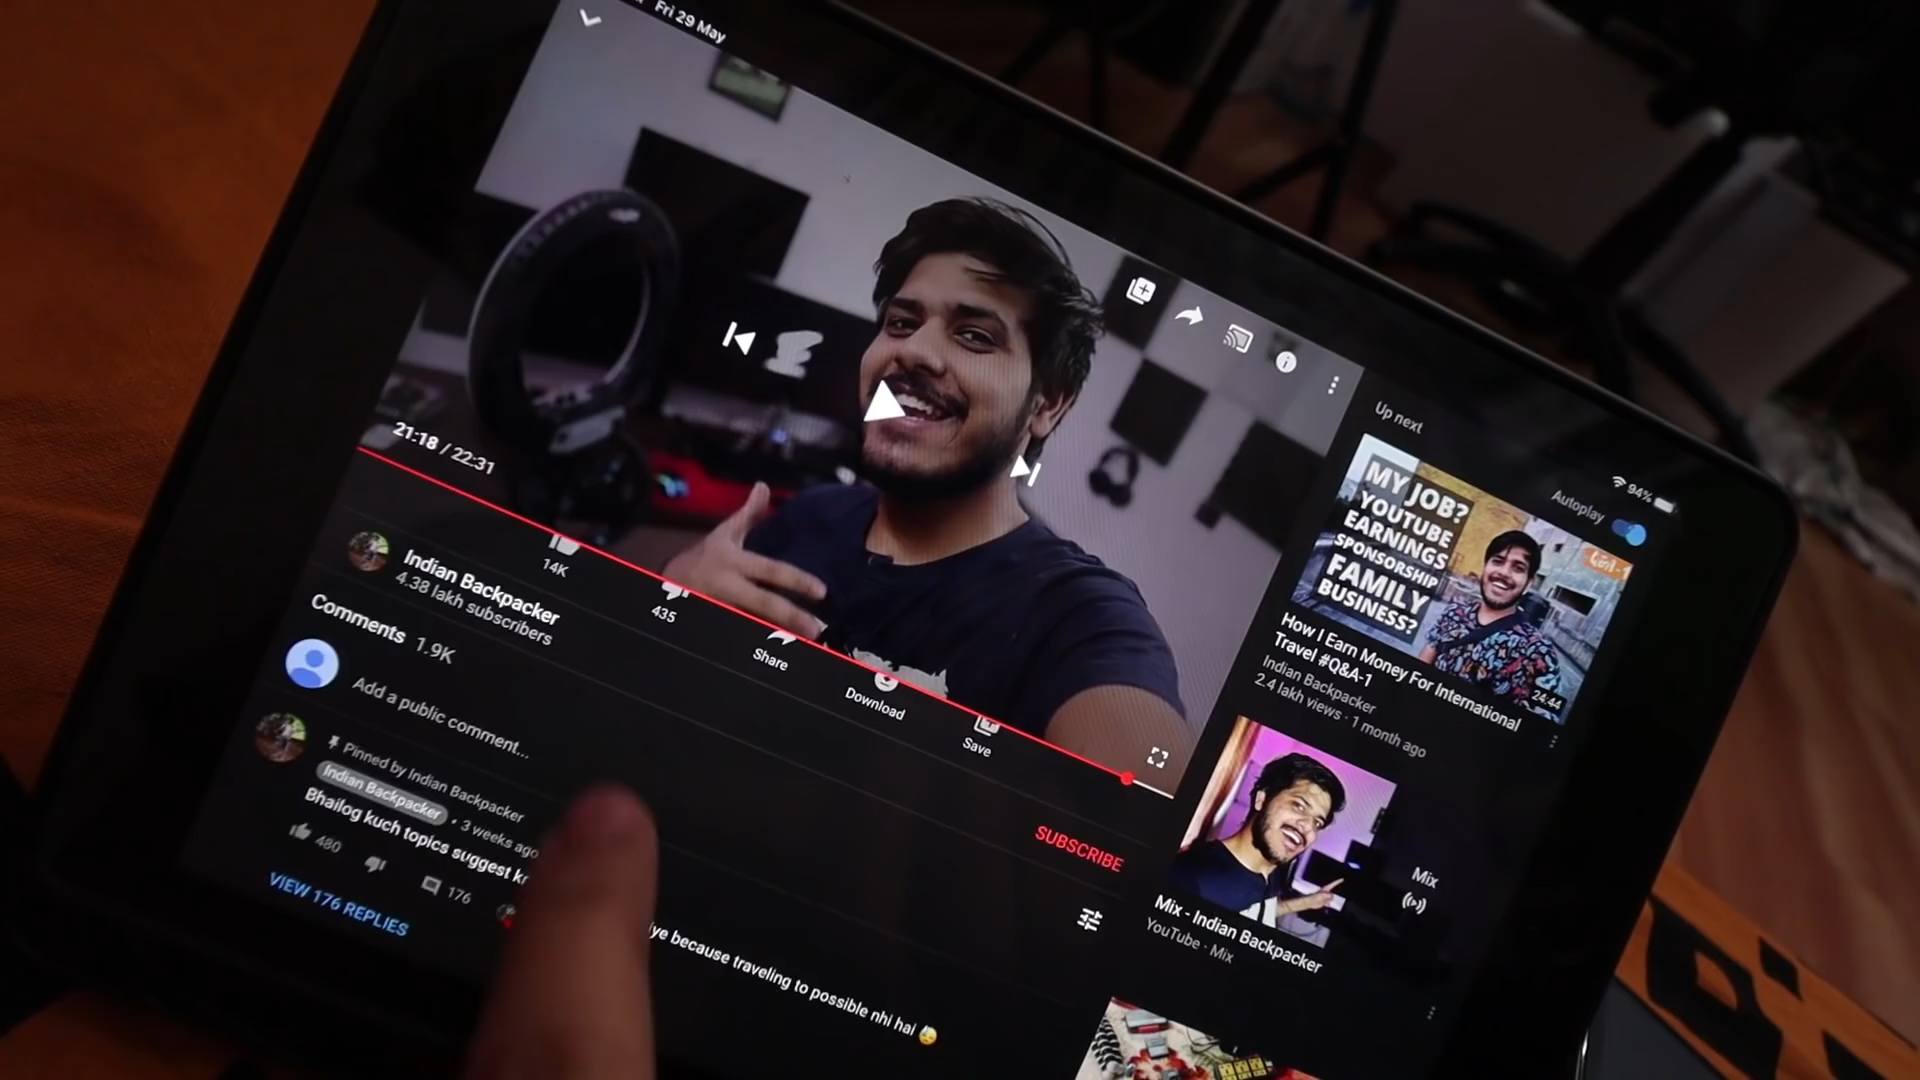 Fri 29 May
21:18 / 22:31
14K
435
Share
Download
Save
Indian Backpacker
4.38 lakh subscribers
SUBSCRIBE
Comments 1.9K
Add a public comment...
Pinned by Indian Backpacker
Indian Backpacker • 3 weeks ago
Bhailog kuch topics suggest
because traveling to possible nhi hai
480
176
VIEW 176 REPLIES
94%
Up next
Autoplay
MY JOB?
YOUTUBE
EARNINGS
SPONSORSHIP
FAMILY
BUSINESS?
24:44
How I Earn Money For International
Travel #Q&A-1
Indian Backpacker
2.4 lakh views · 1 month ago
Mix
Mix - Indian Backpacker
YouTube · Mix